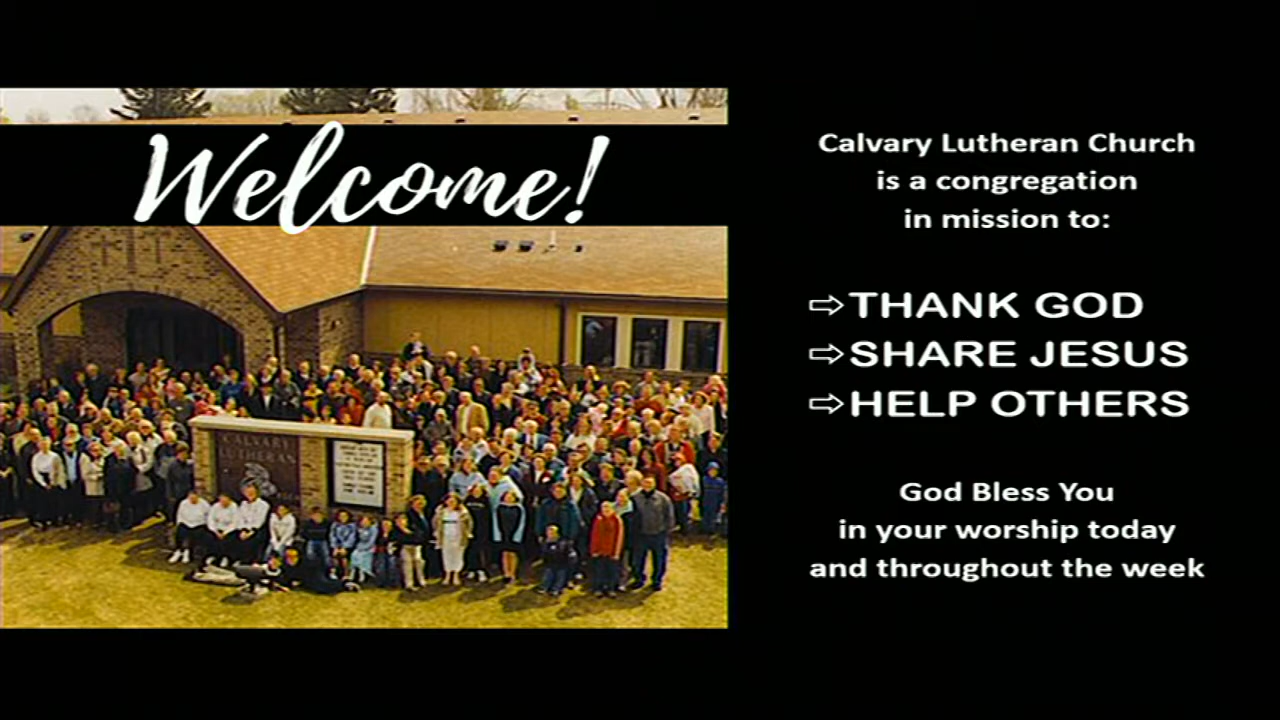 Welcome!
CALVARY
LUTHERAN
Calvary Lutheran Church
is a congregation
in mission to:
⇨THANK GOD
⇨SHARE JESUS
⇨HELP OTHERS
God Bless You
in your worship today
and throughout the week